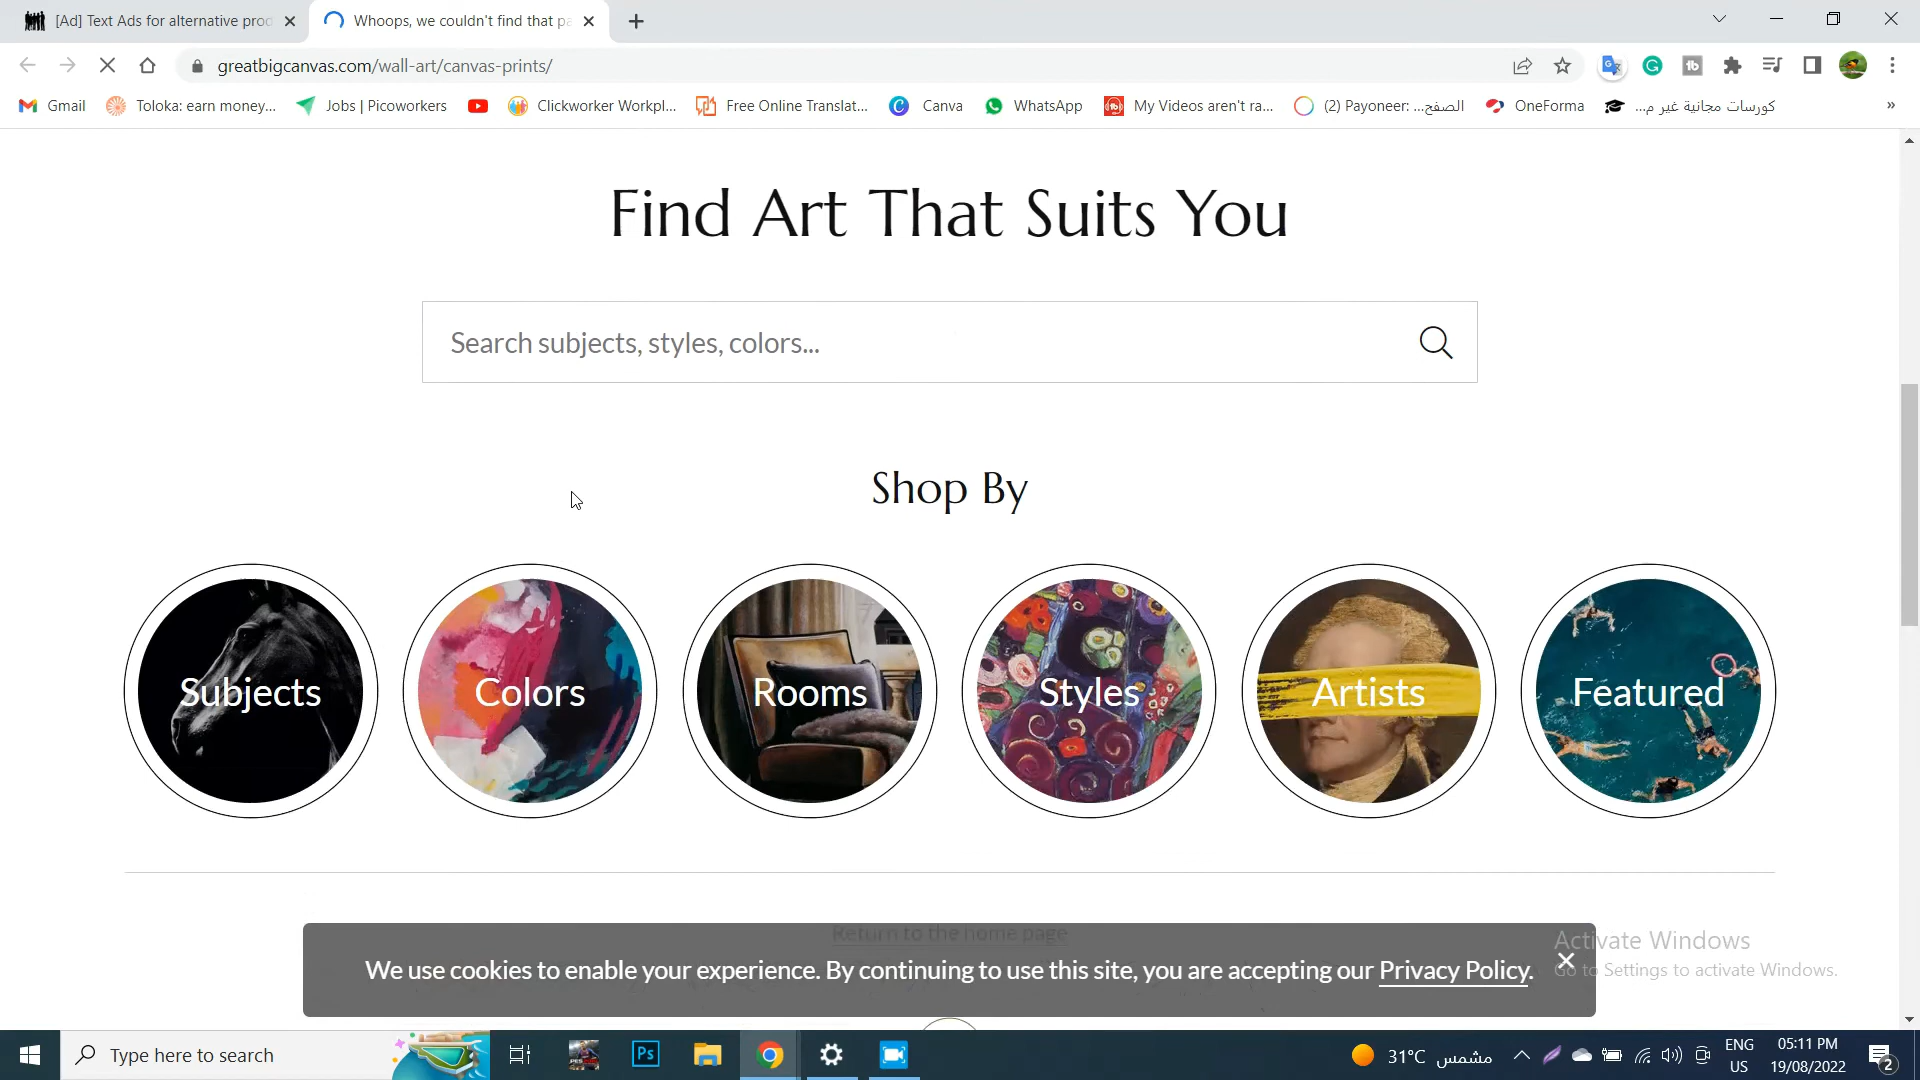 [Ad] Text Ads for alternative prod
Whoops, we couldn't find that pa
greatbigcanvas.com/wall-art/canvas-prints/
Gmail
Toloka: earn money...
Jobs | Picoworkers
Clickworker Workpl...
Free Online Translat...
Canva
WhatsApp
My Videos aren't ra...
(2) Payoneer: الصفح...
OneForma
كورسات مجانية غير م...
»
Find Art That Suits You
Search subjects, styles, colors...
Shop By
Subjects
Colors
Rooms
Styles
Artists
Featured
Return to the home page
We use cookies to enable your experience. By continuing to use this site, you are accepting our Privacy Policy.
Activate Windows
Go to Settings to activate Windows.
Type here to search
Ps
31°C مشمس
ENG
US
05:11 PM
19/08/2022
2